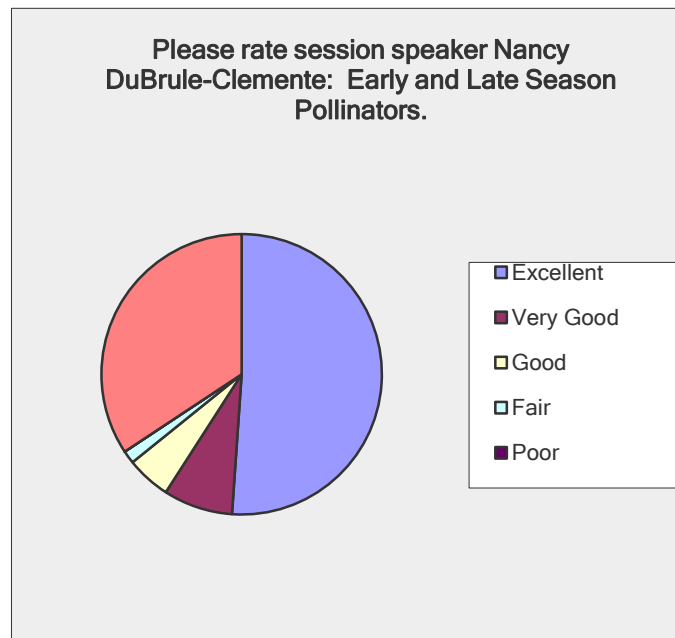 Please rate session speaker Nancy
DuBrule-Clemente: Early and Late Season
Pollinators.
Excellent
Very Good
Good
Fair
Poor